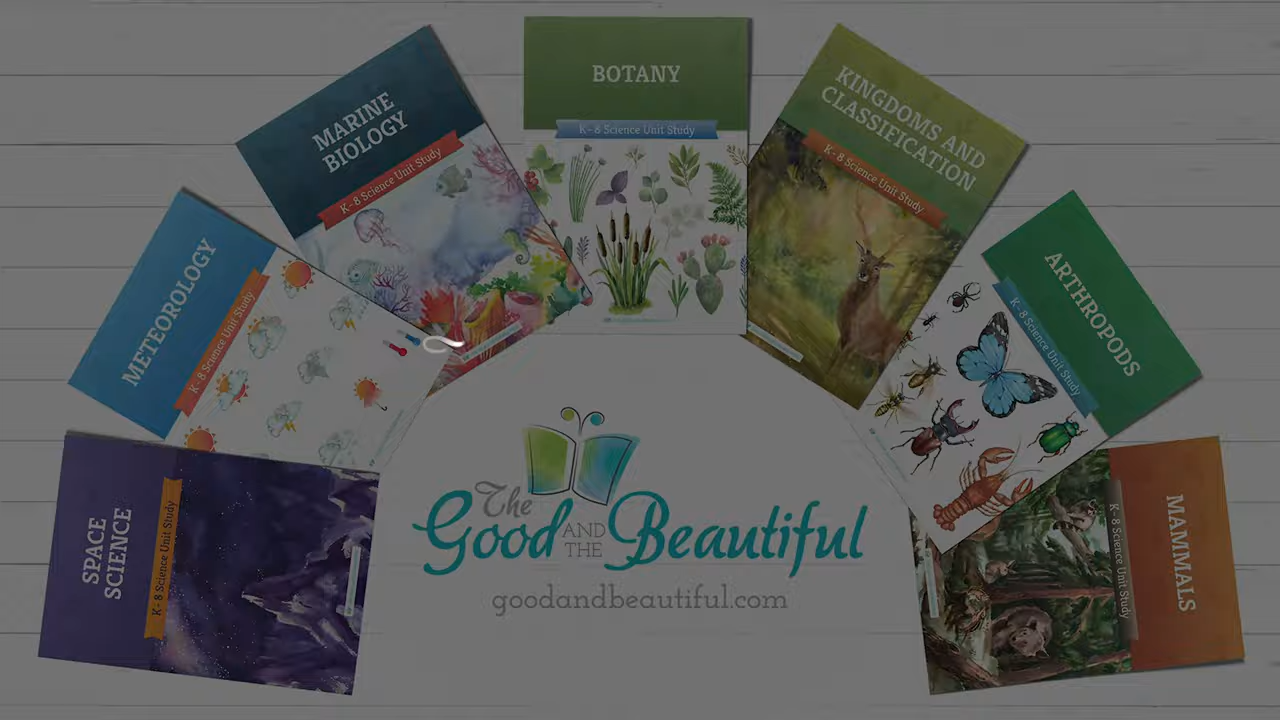 BOTANY
K-8 Science Unit Study
MARINE
BIOLOGY
K-8 Science Unit Study
KINGDOMS AND
CLASSIFICATION
K-8 Science Unit Study
METEOROLOGY
K-8 Science Unit Study
ARTHROPODS
K-8 Science Unit Study
SPACE
SCIENCE
K-8 Science Unit Study
MAMMALS
K-8 Science Unit Study
The
Good AND THE Beautiful
goodandbeautiful.com